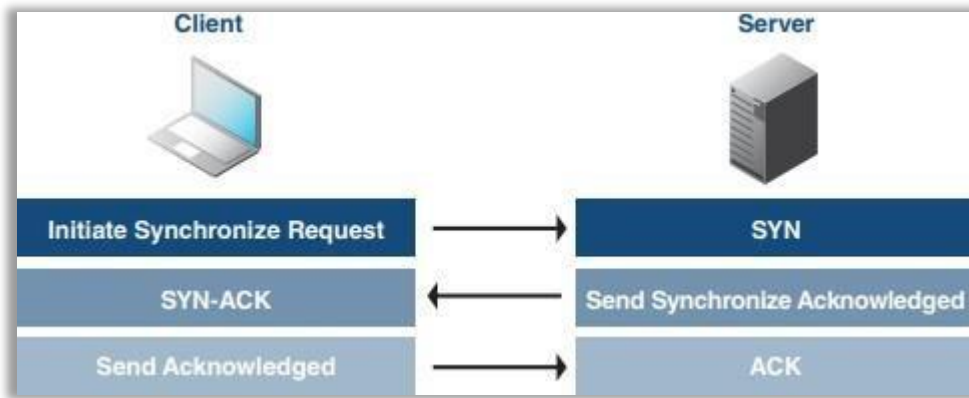 Client
Server
Initiate Synchronize Request
SYN
SYN-ACK
Send Synchronize Acknowledged
Send Acknowledged
ACK